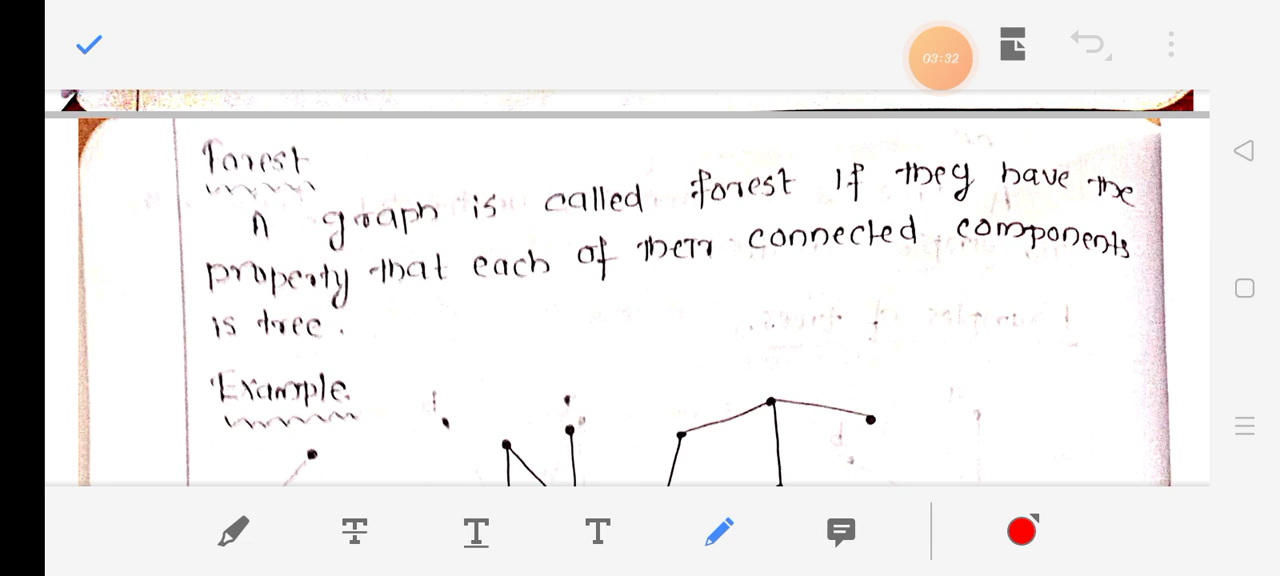 03:32
Forest
A graph is called forest if they have the
property that each of their connected components
is tree.
Example
T
T
T